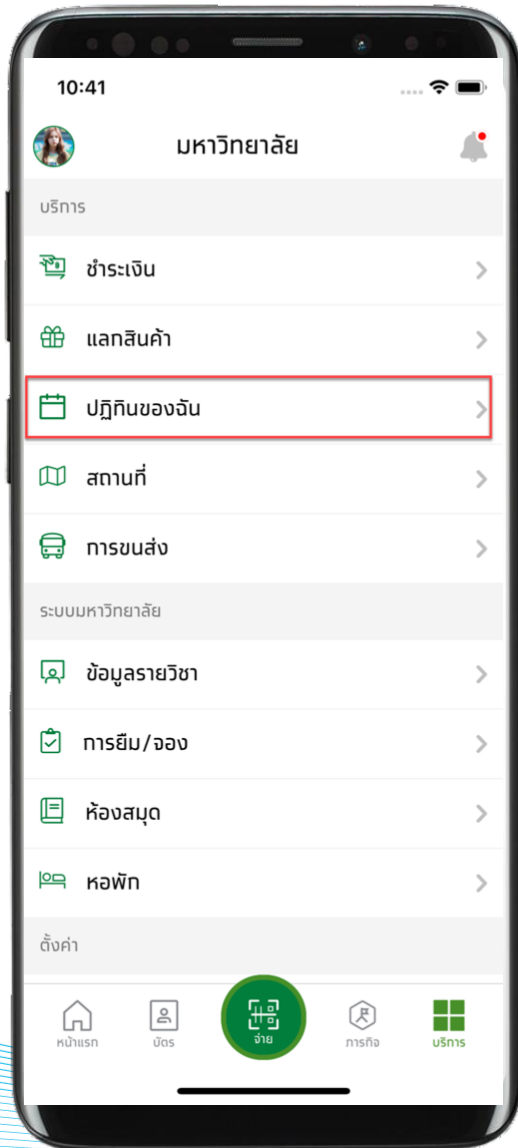 10:41
มหาวิทยาลัย
บริการ
ชำระเงิน
แลกสินค้า
ปฏิทินของฉัน
สถานที่
การขนส่ง
ระบบมหาวิทยาลัย
ข้อมูลรายวิชา
การยืม/จอง
ห้องสมุด
หอพัก
ตั้งค่า
หน้าแรก บัตร จ่าย ภารกิจ บริการ